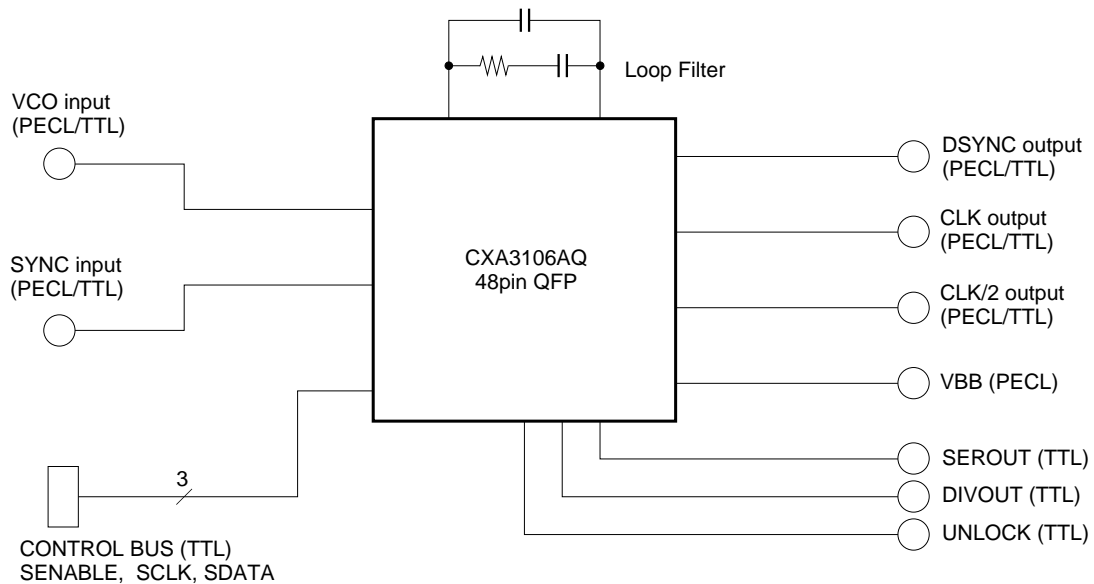 Loop Filter
VCO input
(PECL/TTL)
SYNC input
(PECL/TTL)
3
CONTROL BUS (TTL)
SENABLE, SCLK, SDATA
CXA3106AQ
48pin QFP
DSYNC output
(PECL/TTL)
CLK output
(PECL/TTL)
CLK/2 output
(PECL/TTL)
VBB (PECL)
SEROUT (TTL)
DIVOUT (TTL)
UNLOCK (TTL)